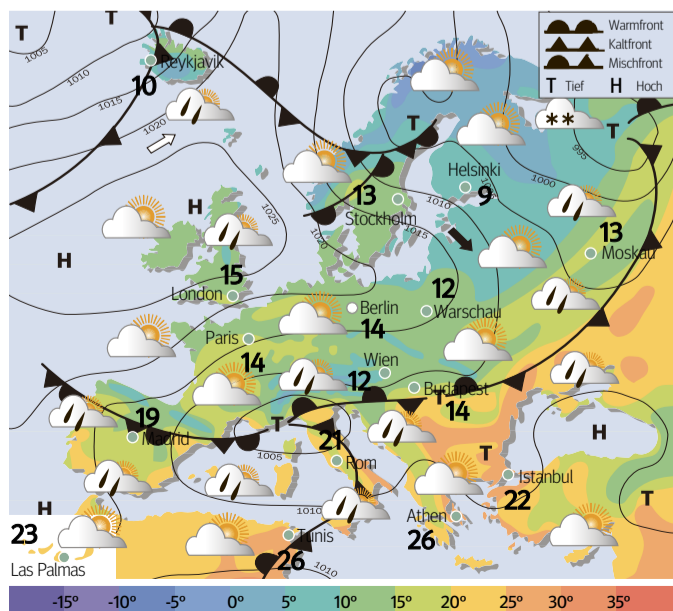 Warmfront
Kaltfront
Mischfront
T Tief H Hoch
T
T
1005
1010
1015
1020
Reykjavik
10
T
T
995
1000
Helsinki
9
13
Stockholm
1010
1015
1020
1025
H
H
13
Moskau
15
London
12
Warschau
Berlin
14
Paris
14
Wien
12
Budapest
14
T
T
19
Madrid
1005
21
Rom
T
H
Istanbul
22
T
1010
H
23
Las Palmas
Tunis
26
Athen
26
1010
-15° -10° -5° 0° 5° 10° 15° 20° 25° 30° 35°